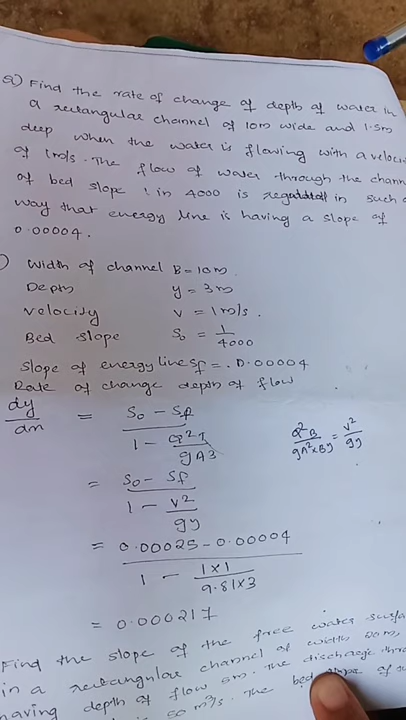 a) Find the rate of change of depth of water in
a rectangular channel of 10m wide and 1.5m
deep when the water is flowing with a veloci
of 1m/s. The flow of water through the chann
of bed slope 1 in 4000 is in such a
way that energy line is having a slope of
0.00004.
Width of channel B = 10m
Depth y = 3m
velocity V = 1m/s.
Bed slope S₀ = 1/4000
Slope of energy line Sf = 0.00004
Rate of change depth of flow
dy/dn = (S₀ - Sf)/(1 - Q²T/gA3)
Q²B/(gA²×By) = V²/gy
= (S₀ - Sf)/(1 - V²/gy)
= (0.00025 - 0.00004)/(1 - (1×1)/(9.81×3))
= 0.000217
Find the slope of the free water surfa
in a rectangular channel of width 20m,
having depth of flow 5m. The discharge thro
is 50 m³/s. The bed slope of